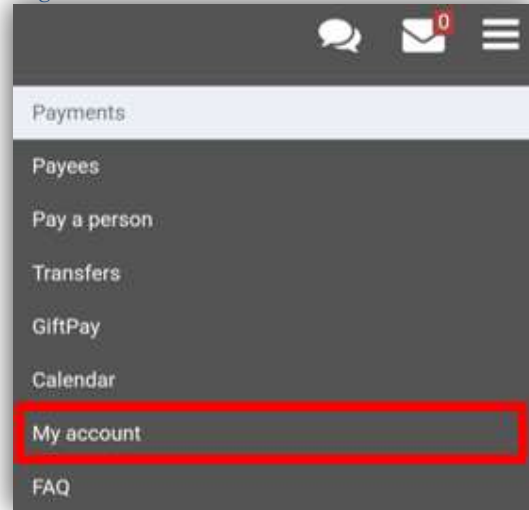 0
Payments
Payees
Pay a person
Transfers
GiftPay
Calendar
My account
FAQ